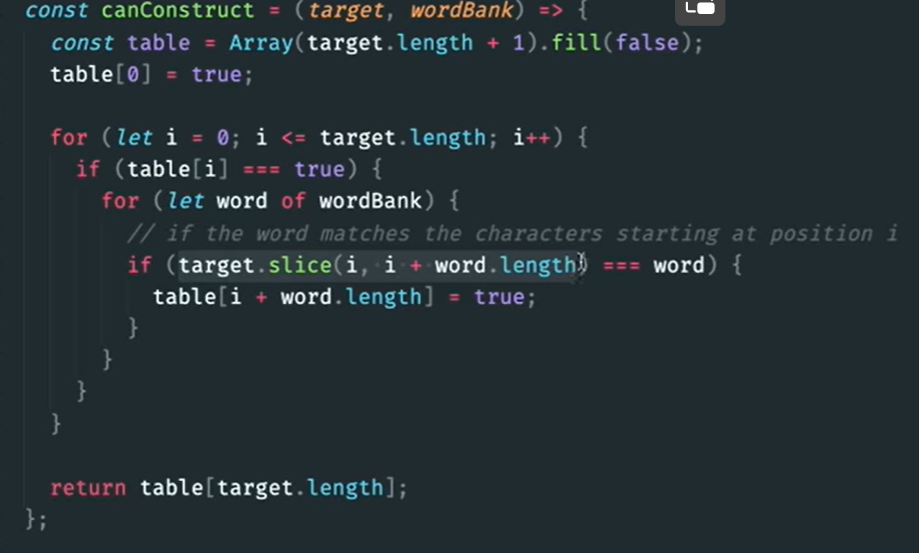 const canConstruct = (target, wordBank) => {
  const table = Array(target.length + 1).fill(false);
  table[0] = true;

  for (let i = 0; i <= target.length; i++) {
    if (table[i] === true) {
      for (let word of wordBank) {
        // if the word matches the characters starting at position i
        if (target.slice(i, i + word.length) === word) {
          table[i + word.length] = true;
        }
      }
    }
  }

  return table[target.length];
};